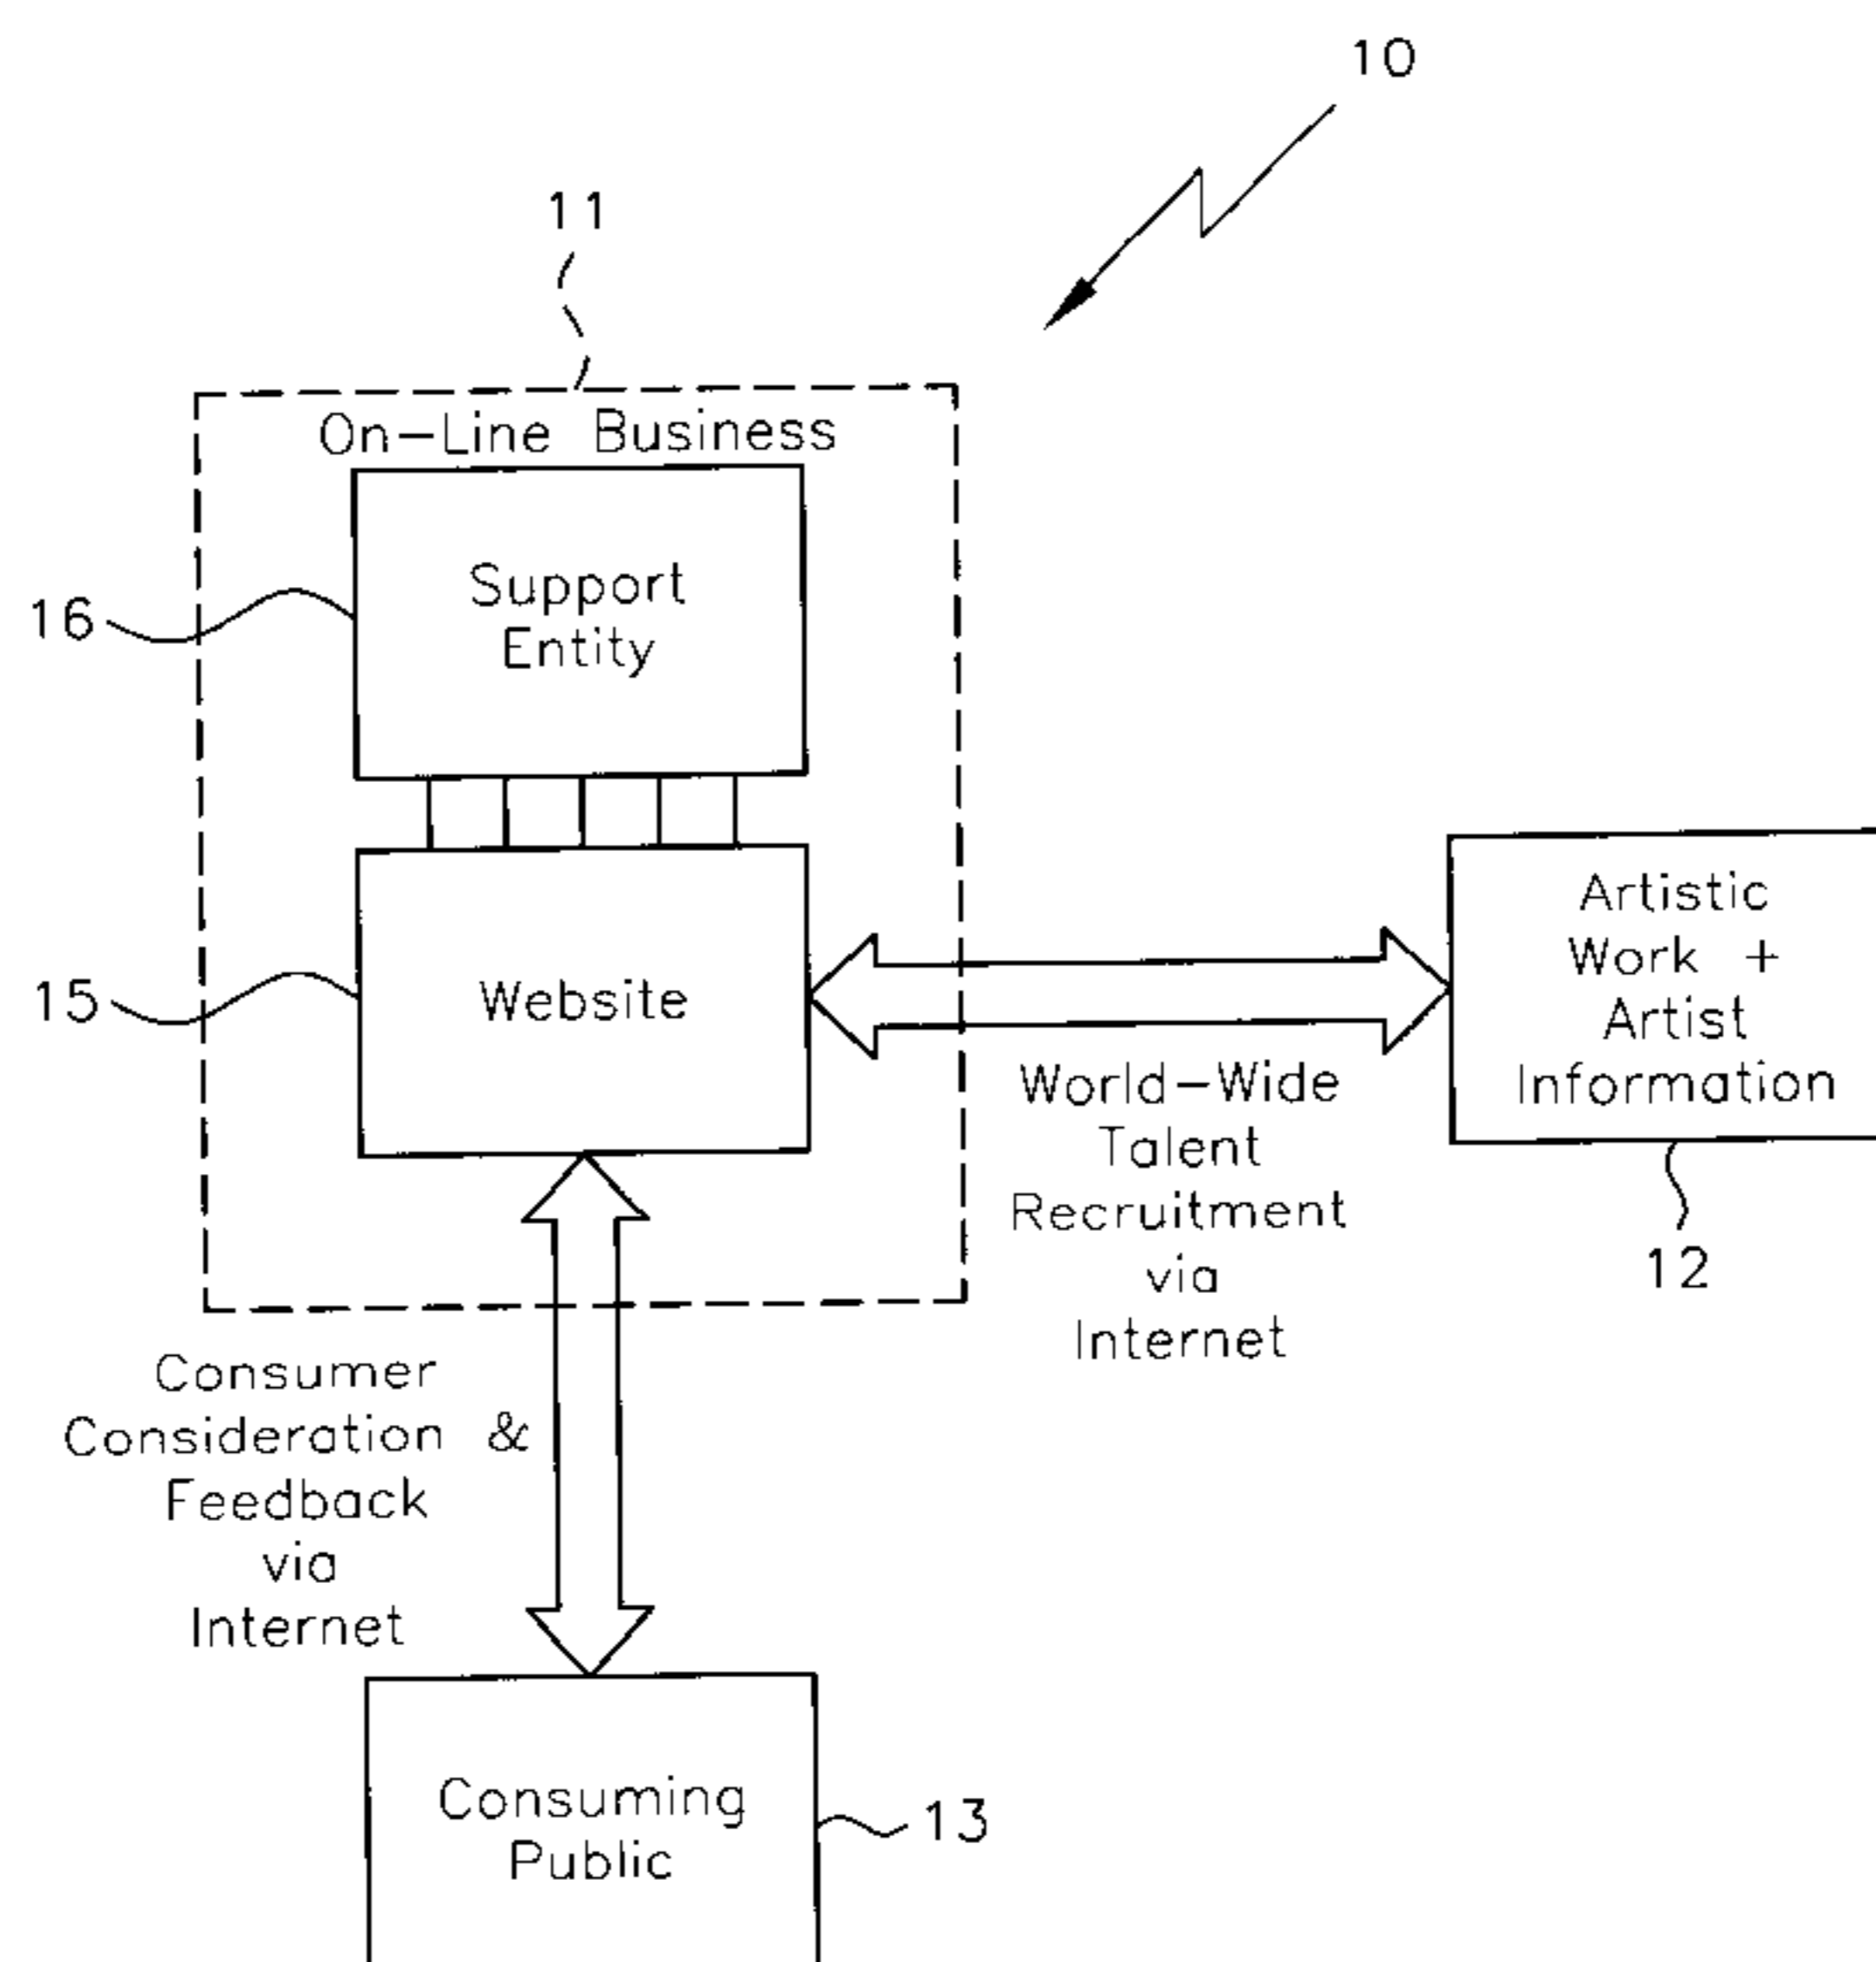 10
11
On-Line Business
Support
Entity
16
Website
15
Artistic
Work +
Artist
Information
12
World-Wide
Talent
Recruitment
via
Internet
Consumer
Consideration &
Feedback
via
Internet
Consuming
Public
13